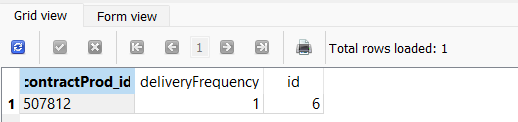 Grid view Form view
1 Total rows loaded: 1
contractProd_id deliveryFrequency id
1 507812 1 6